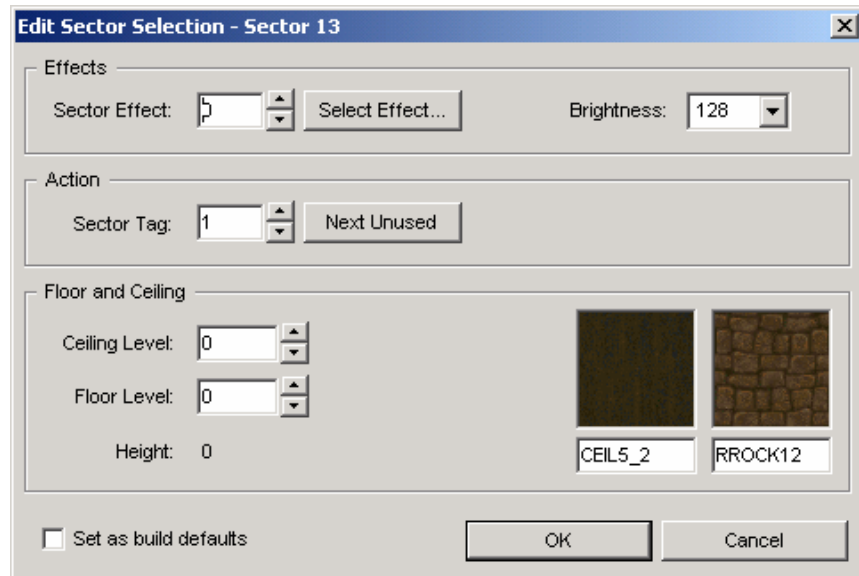 Edit Sector Selection - Sector 13
Effects
Sector Effect:
Select Effect...
Brightness:
128
Action
Sector Tag:
1
Next Unused
Floor and Ceiling
Ceiling Level:
0
Floor Level:
0
Height:
0
CEIL5_2
RROCK12
Set as build defaults
OK
Cancel